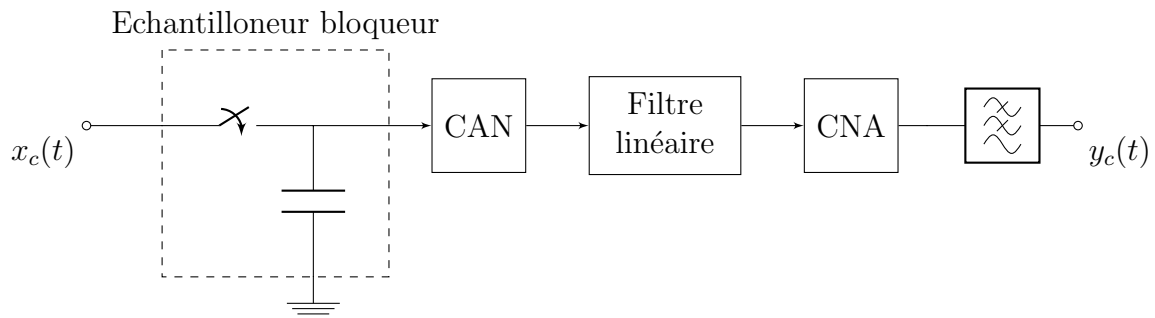 Echantilloneur bloqueur
x_c(t)
CAN
Filtre
linéaire
CNA
y_c(t)